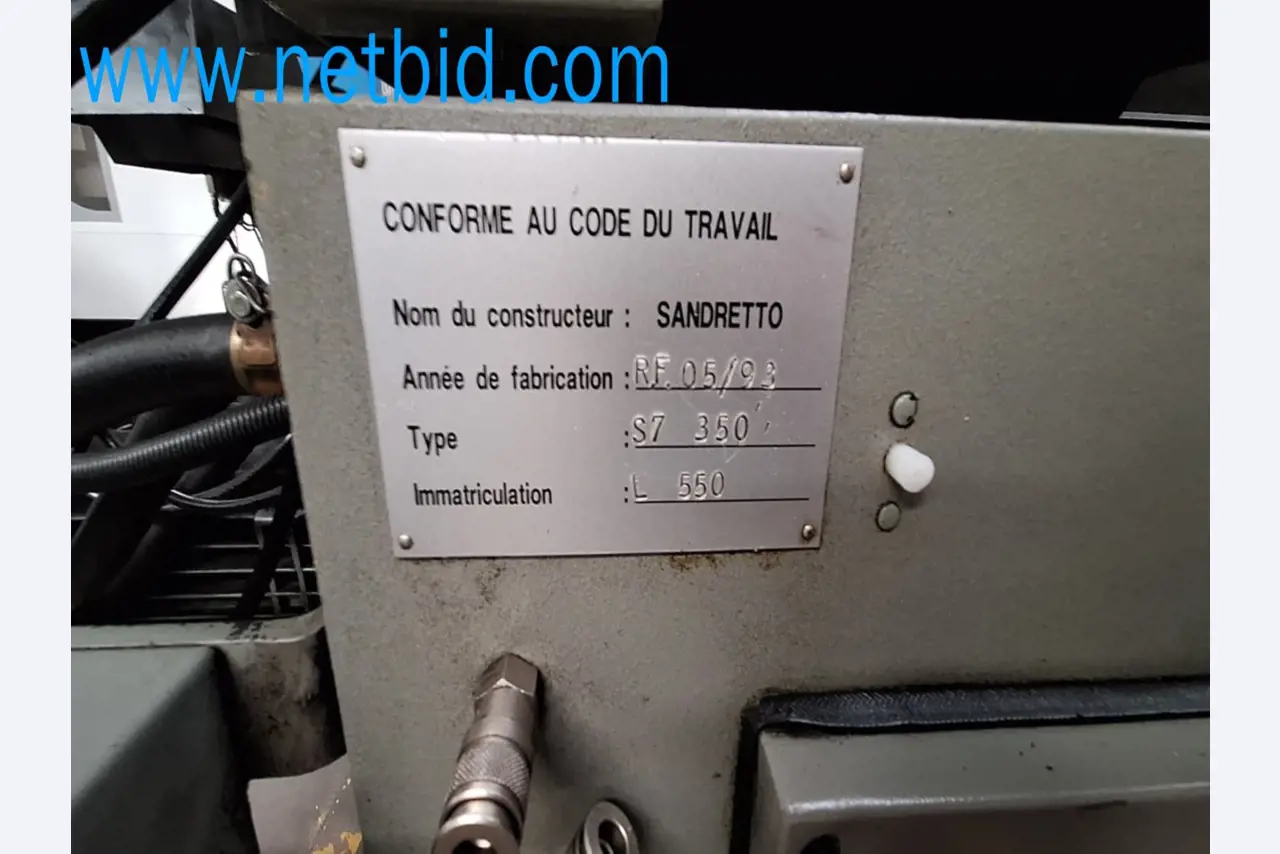 www.netbid.com
CONFORME AU CODE DU TRAVAIL
Nom du constructeur : SANDRETTO
Année de fabrication : RF. 05/93
Type : S7 350
Immatriculation : L 550